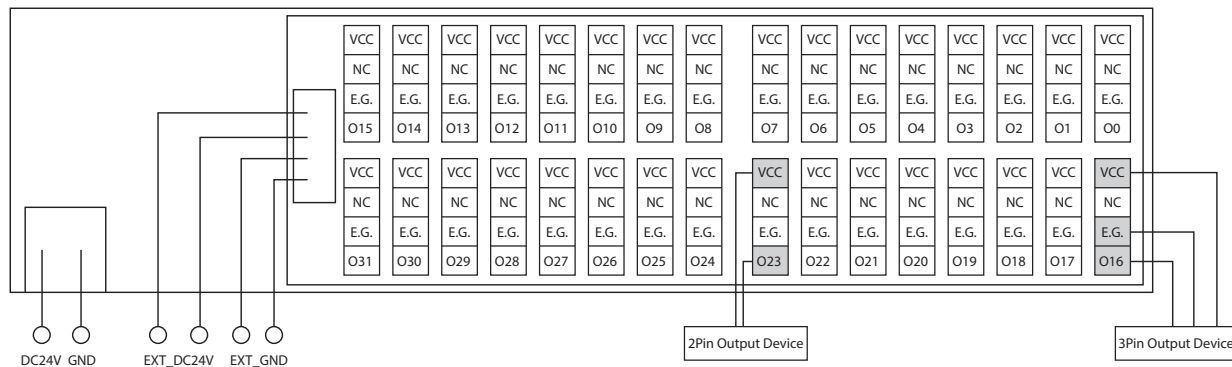 VCC VCC VCC VCC VCC VCC VCC VCC VCC VCC VCC VCC VCC VCC VCC VCC
NC NC NC NC NC NC NC NC NC NC NC NC NC NC NC NC
E.G. E.G. E.G. E.G. E.G. E.G. E.G. E.G. E.G. E.G. E.G. E.G. E.G. E.G. E.G. E.G.
O15 O14 O13 O12 O11 O10 O9 O8 O7 O6 O5 O4 O3 O2 O1 O0
VCC VCC VCC VCC VCC VCC VCC VCC VCC VCC VCC VCC VCC VCC VCC VCC
NC NC NC NC NC NC NC NC NC NC NC NC NC NC NC NC
E.G. E.G. E.G. E.G. E.G. E.G. E.G. E.G. E.G. E.G. E.G. E.G. E.G. E.G. E.G. E.G.
O31 O30 O29 O28 O27 O26 O25 O24 O23 O22 O21 O20 O19 O18 O17 O16
DC24V GND EXT_DC24V EXT_GND 2Pin Output Device 3Pin Output Device